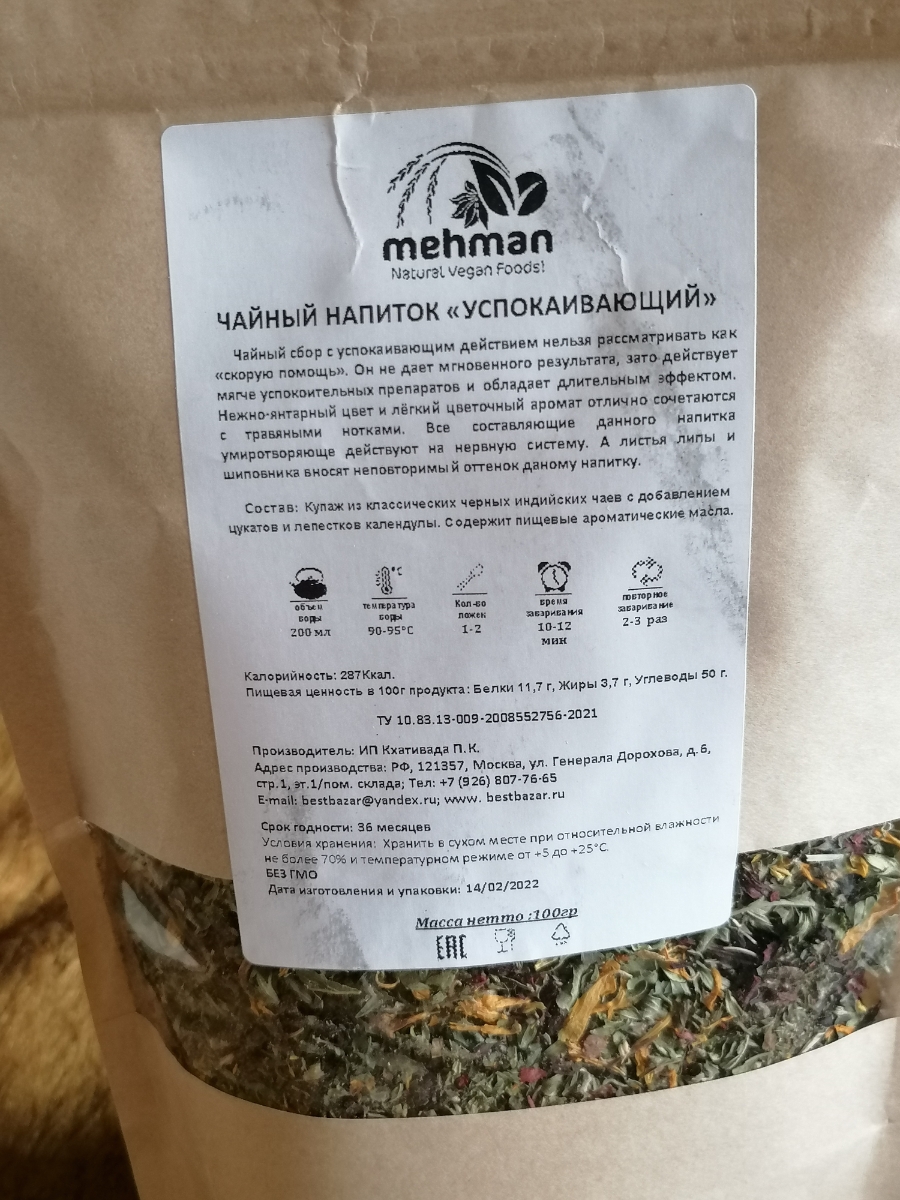 mehman
Natural Vegan Foods!
ЧАЙНЫЙ НАПИТОК «УСПОКАИВАЮЩИЙ»
Чайный сбор с успокаивающим действием нельзя рассматривать как
«скорую помощь». Он не дает мгновенного результата, зато действует
мягче успокоительных препаратов и обладает длительным эффектом.
Нежно-янтарный цвет и лёгкий цветочный аромат отлично сочетаются
с травяными нотками. Все составляющие данного напитка
умиротворяюще действуют на нервную систему. А листья липы и
шиповника вносят неповторимый оттенок даному напитку.
Состав: Купаж из классических черных индийских чаев с добавлением
цукатов и лепестков календулы. Содержит пищевые ароматические масла.
°C
объем воды температура воды Кол-во ложек время заваривания повторное заваривание
200 мл 90-95°C 1-2 10-12 мин 2-3 раз
Калорийность: 287Ккал.
Пищевая ценность в 100г продукта: Белки 11,7 г, Жиры 3,7 г, Углеводы 50 г.
ТУ 10.83.13-009-2008552756-2021
Производитель: ИП Кхативада П.К.
Адрес производства: РФ, 121357, Москва, ул. Генерала Дорохова, д.6,
стр.1, эт.1/пом. склада; Тел: +7 (926) 807-76-65
E-mail: bestbazar@yandex.ru; www. bestbazar.ru
Срок годности: 36 месяцев
Условия хранения: Хранить в сухом месте при относительной влажности
не более 70% и температурном режиме от +5 до +25°C.
БЕЗ ГМО
Дата изготовления и упаковки: 14/02/2022
Масса нетто :100гр
EAC